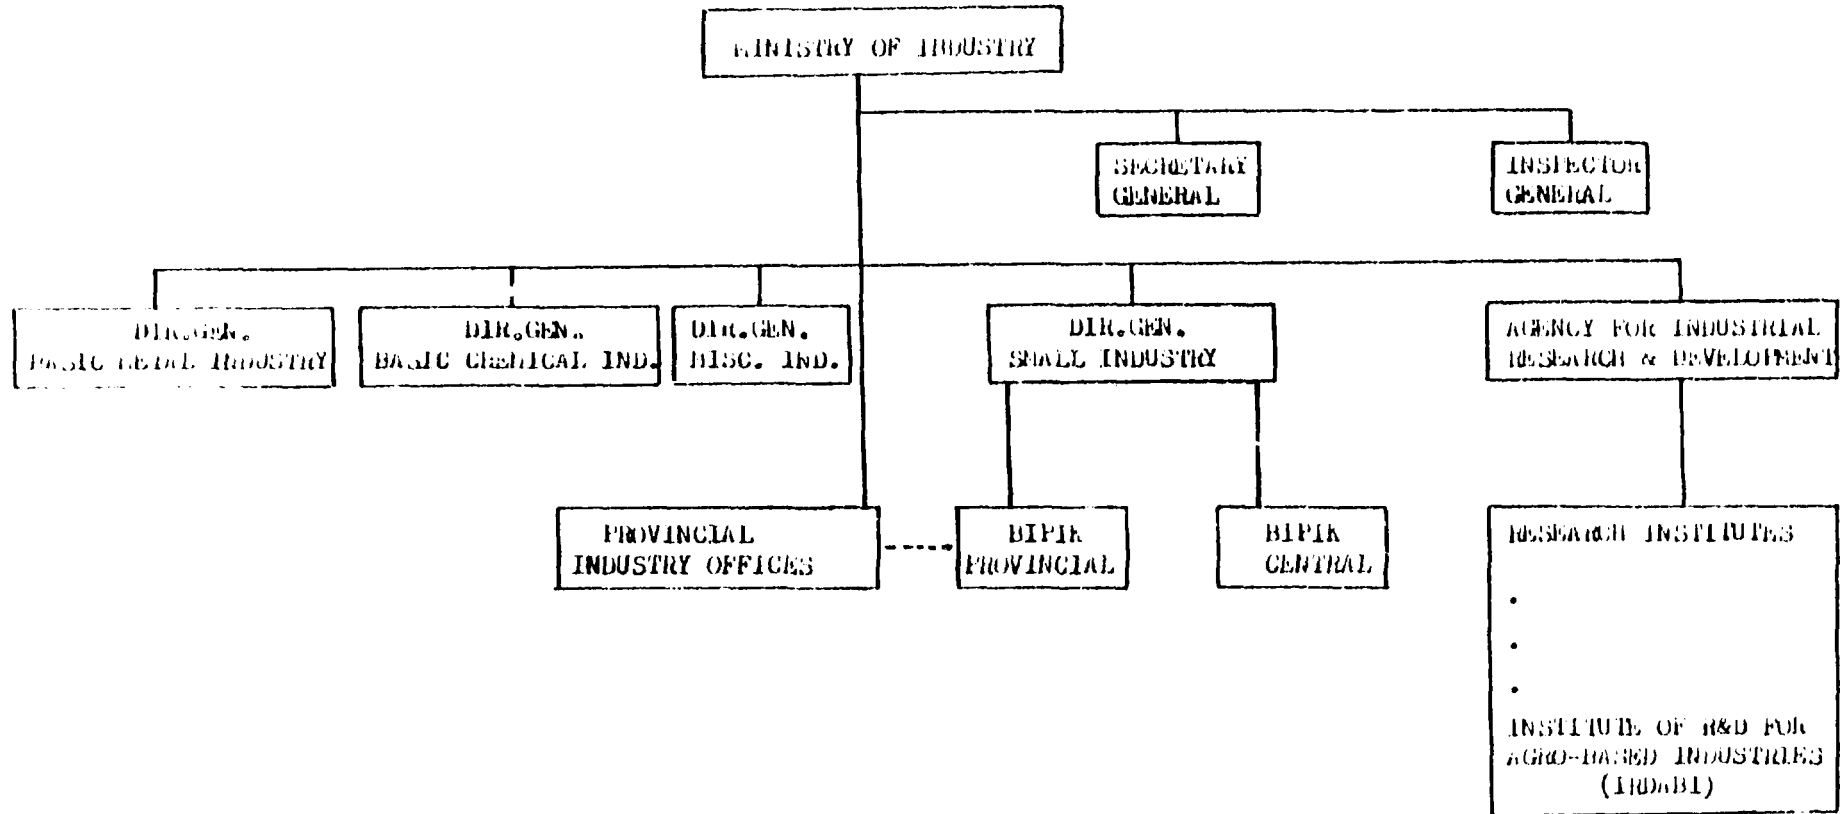 MINISTRY OF INDUSTRY
SECRETARY
GENERAL
INSPECTOR
GENERAL
DIR.GEN.
BASIC METAL INDUSTRY
DIR.GEN.
BASIC CHEMICAL IND.
DIR.GEN.
MISC. IND.
DIR.GEN.
SMALL INDUSTRY
AGENCY FOR INDUSTRIAL
RESEARCH & DEVELOPMENT
PROVINCIAL
INDUSTRY OFFICES
BIPIK
PROVINCIAL
BIPIK
CENTRAL
RESEARCH INSTITUTES
.
.
.
INSTITUTE OF R&D FOR
AGRO-BASED INDUSTRIES
(IRDABI)